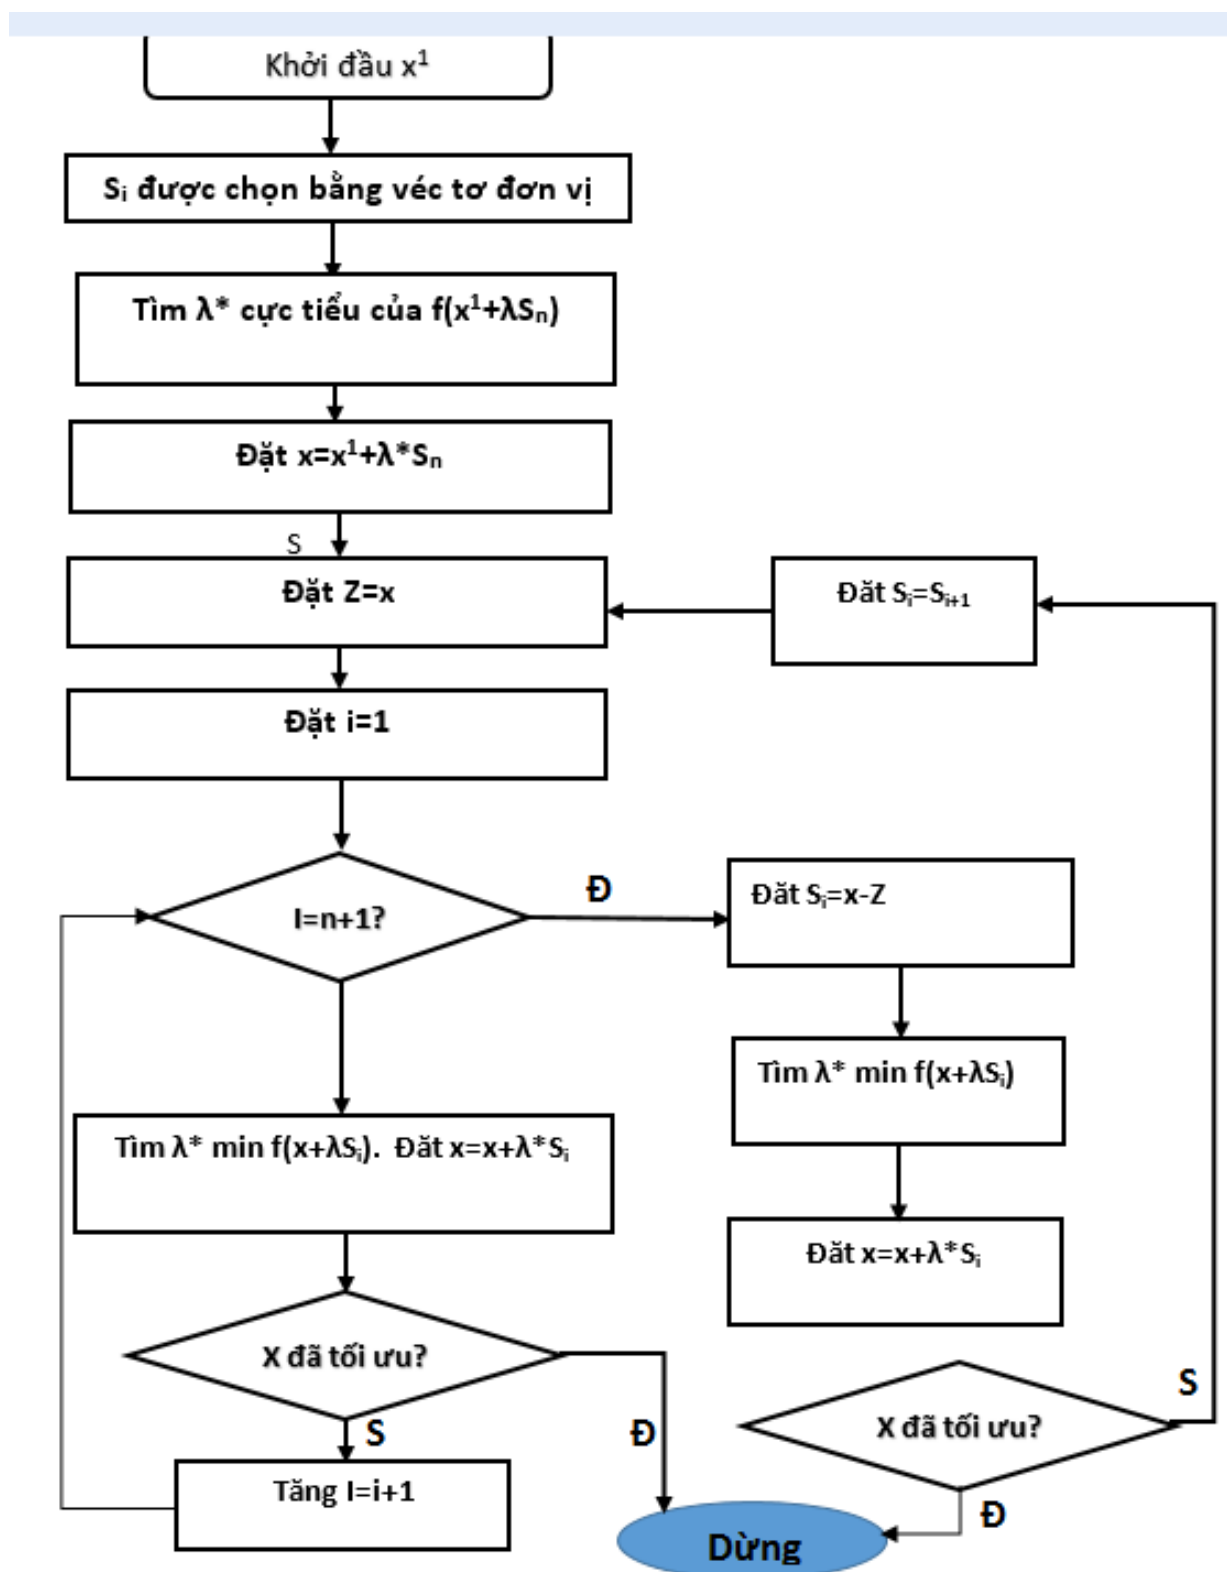 Khởi đầu x¹
Sᵢ được chọn bằng véc tơ đơn vị
Tìm λ* cực tiểu của f(x¹+λSₙ)
Đặt x=x¹+λ*Sₙ
S
Đặt Z=x
Đăt Sᵢ=Sᵢ₊₁
Đặt i=1
I=n+1?
Đ
Đăt Sᵢ=x-Z
Tìm λ* min f(x+λSᵢ)
Tìm λ* min f(x+λSᵢ). Đăt x=x+λ*Sᵢ
Đăt x=x+λ*Sᵢ
X đã tối ưu?
S
Đ
Tăng I=i+1
X đã tối ưu?
S
Đ
Dừng